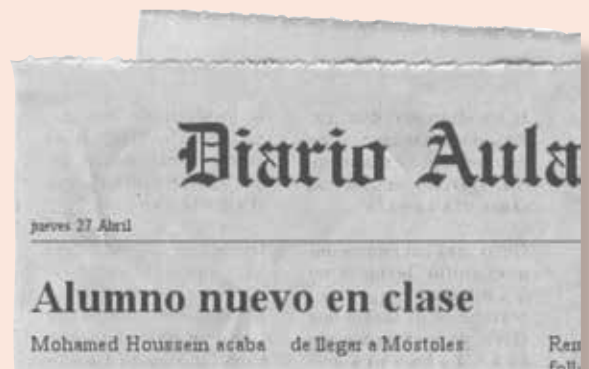 Diario Aula
jueves 27 Abril
Alumno nuevo en clase
Mohamed Houssein acaba de llegar a Móstoles